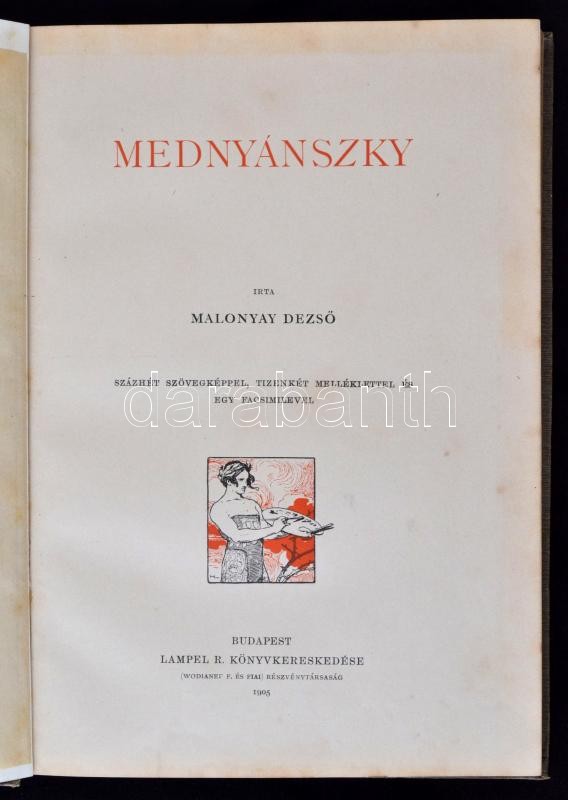 MEDNYÁNSZKY
IRTA
MALONYAY DEZSŐ
SZÁZHÉT SZÖVEGKÉPPEL, TIZENKÉT MELLÉKLETTEL ÉS
EGY FACSIMILEVEL
darabanth
BUDAPEST
LAMPEL R. KÖNYVKERESKEDÉSE
(WODIANER F. ÉS FIAI) RÉSZVÉNYTÁRSASÁG
1905